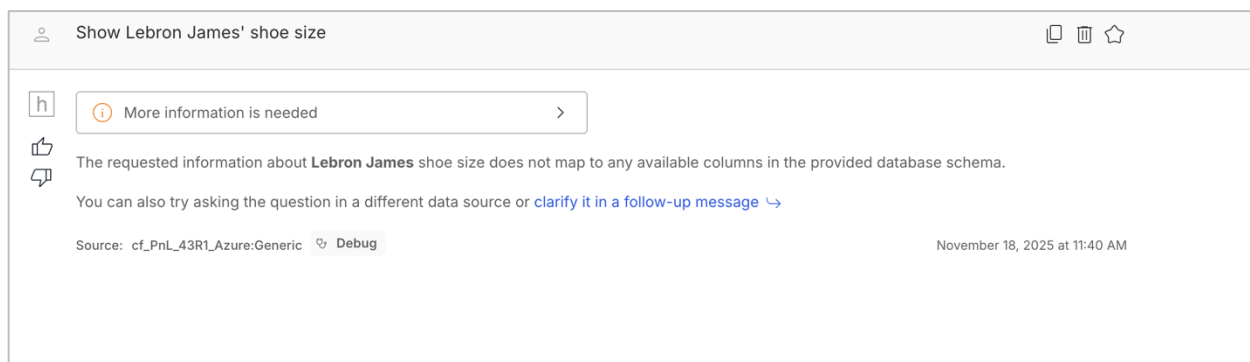 Show Lebron James' shoe size
h
More information is needed
The requested information about Lebron James shoe size does not map to any available columns in the provided database schema.
You can also try asking the question in a different data source or clarify it in a follow-up message
Source: cf_PnL_43R1_Azure:Generic Debug November 18, 2025 at 11:40 AM